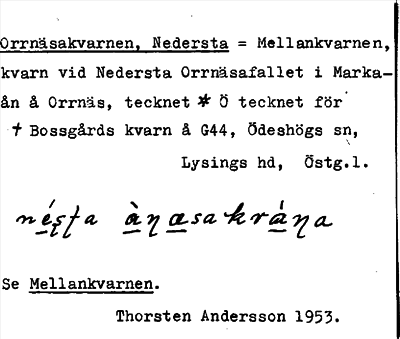 Orrnäsakvarnen, Nedersta = Mellankvarnen,
kvarn vid Nedersta Orrnäsafallet i Marka-
ån å Orrnäs, tecknet * Ö tecknet för
† Bossgårds kvarn å G44, Ödeshögs sn,
Lysings hd, Östg.l.
Se Mellankvarnen.
Thorsten Andersson 1953.